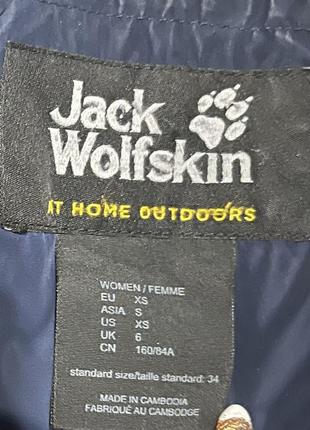 Jack
Wolfskin
IT HOME OUTDOORS
WOMEN / FEMME
EU XS
ASIA S
US XS
UK 6
CN 160/84A
standard size/taille standard: 34
MADE IN CAMBODIA
FABRIQUÉ AU CAMBODGE